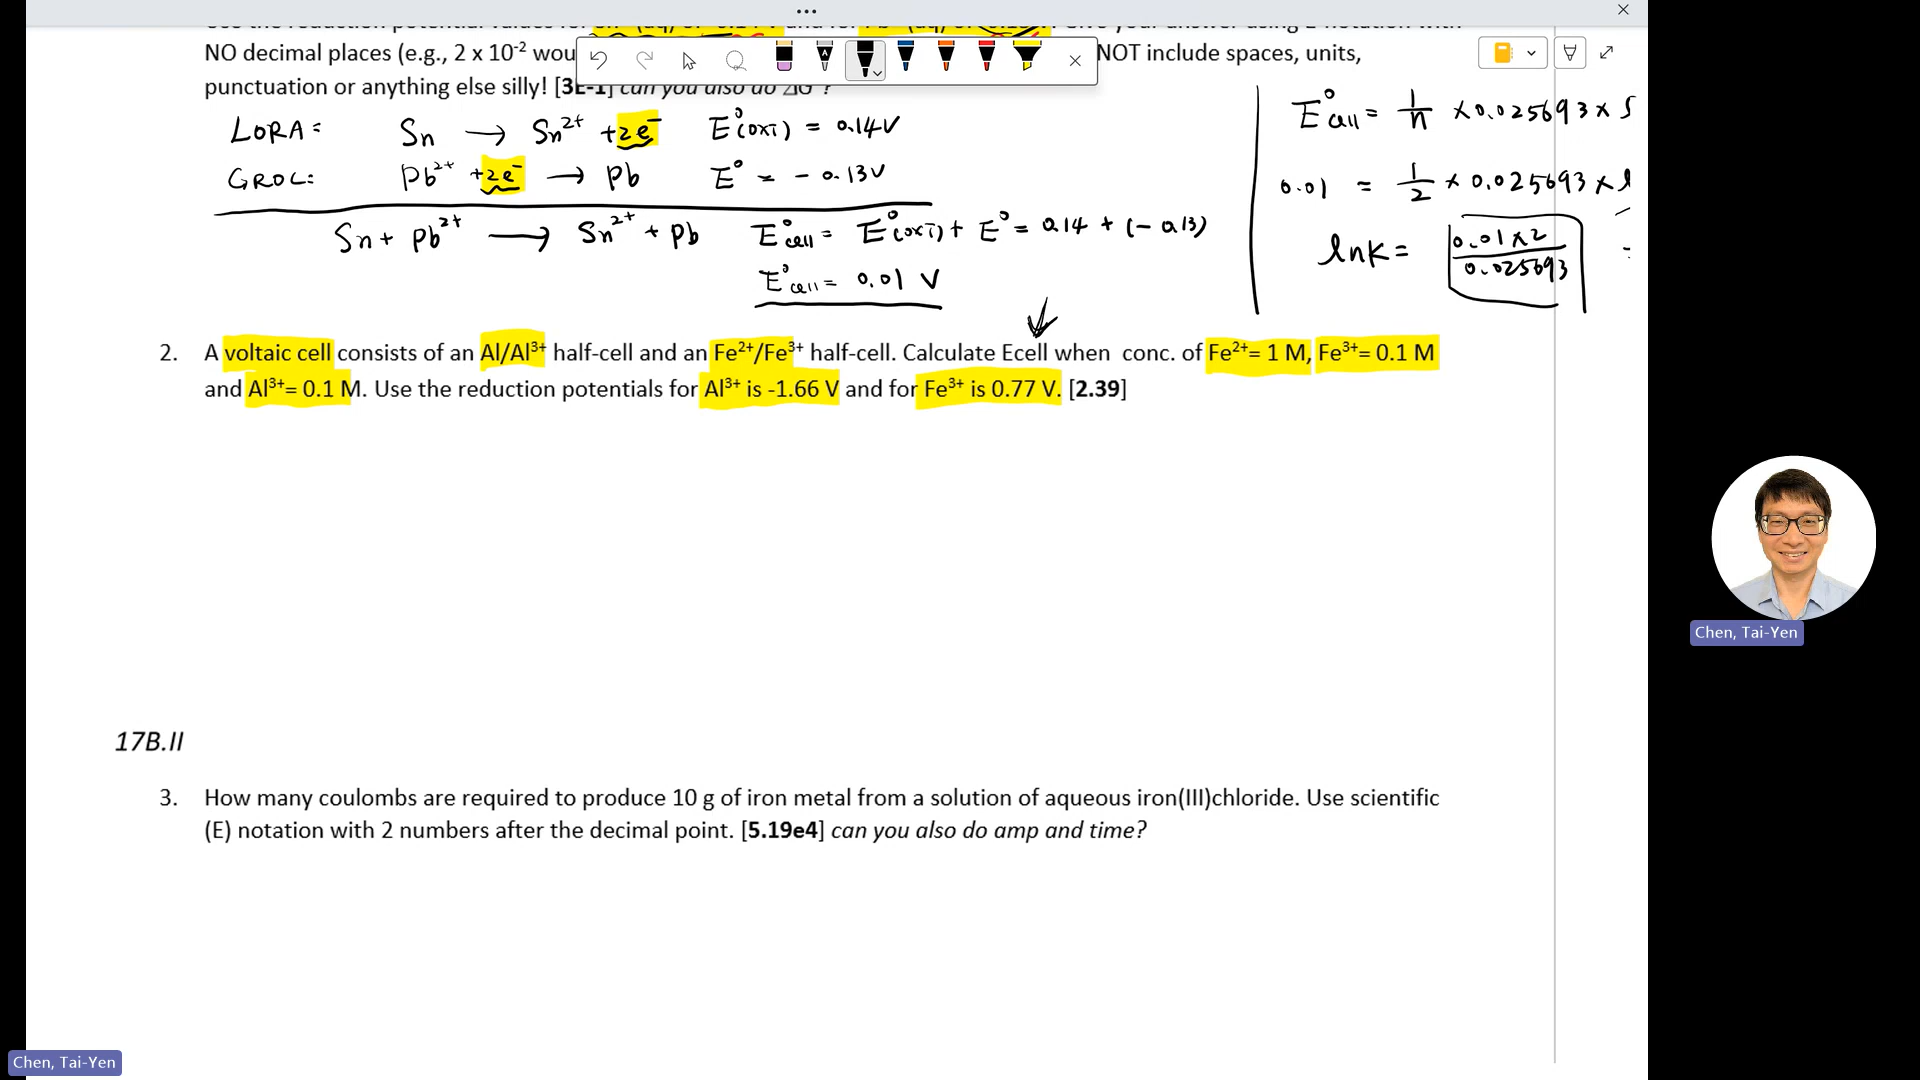 NO decimal places (e.g., 2 x 10-2 wou NOT include spaces, units,
punctuation or anything else silly! [3E-1] can you also do △G°?
LORA: Sn → Sn²⁺ + 2e⁻ E°(oxi) = 0.14V
GROC: Pb²⁺ + 2e⁻ → Pb E° = - 0.13V
Sn + Pb²⁺ → Sn²⁺ + Pb E°cell = E°(oxi) + E° = 0.14 + (- 0.13)
E°cell = 0.01 V
E°cell = 1/n × 0.025693 ×
0.01 = 1/2 × 0.025693 ×
lnK = 0.01×2 / 0.025693
2. A voltaic cell consists of an Al/Al³⁺ half-cell and an Fe²⁺/Fe³⁺ half-cell. Calculate Ecell when conc. of Fe²⁺= 1 M, Fe³⁺= 0.1 M
and Al³⁺= 0.1 M. Use the reduction potentials for Al³⁺ is -1.66 V and for Fe³⁺ is 0.77 V. [2.39]
17B.II
3. How many coulombs are required to produce 10 g of iron metal from a solution of aqueous iron(III)chloride. Use scientific
(E) notation with 2 numbers after the decimal point. [5.19e4] can you also do amp and time?
Chen, Tai-Yen
Chen, Tai-Yen